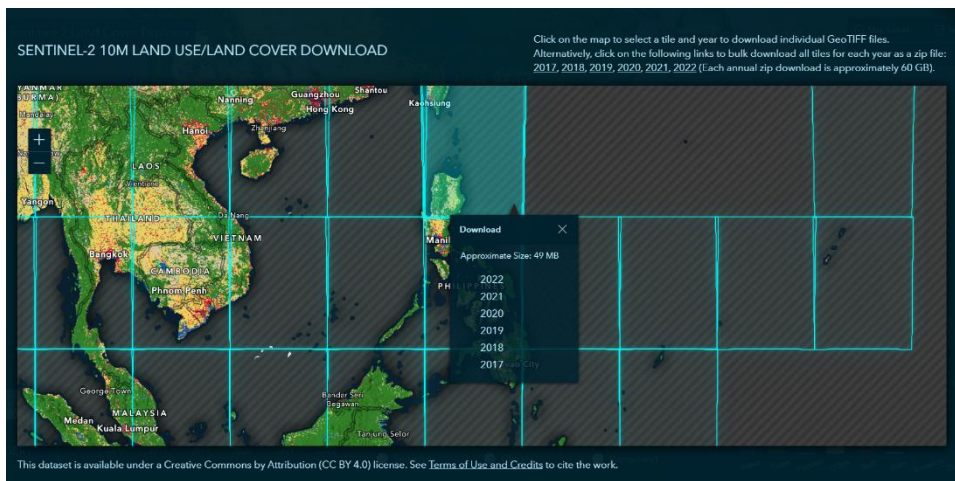 SENTINEL-2 10M LAND USE/LAND COVER DOWNLOAD
Click on the map to select a tile and year to download individual GeoTIFF files.
Alternatively, click on the following links to bulk download all tiles for each year as a zip file:
2017, 2018, 2019, 2020, 2021, 2022 (Each annual zip download is approximately 60 GB).
YANMAR
BURMA)
Mandalay
Nanning
Guangzhou
Shantou
Hong Kong
Kaohsiung
+
Hanoi
Zhanjiang
−
LAOS
Vientiane
Yangon
THAILAND
Da Nang
VIETNAM
Bangkok
CAMBODIA
Phnom Penh
Manil
PHILIPPINES
Download
Approximate Size: 49 MB
2022
2021
2020
2019
2018
2017
George Town
Bandar Seri
Begawan
MALAYSIA
Medan
Kuala Lumpur
Tanjung Selor
This dataset is available under a Creative Commons by Attribution (CC BY 4.0) license. See Terms of Use and Credits to cite the work.